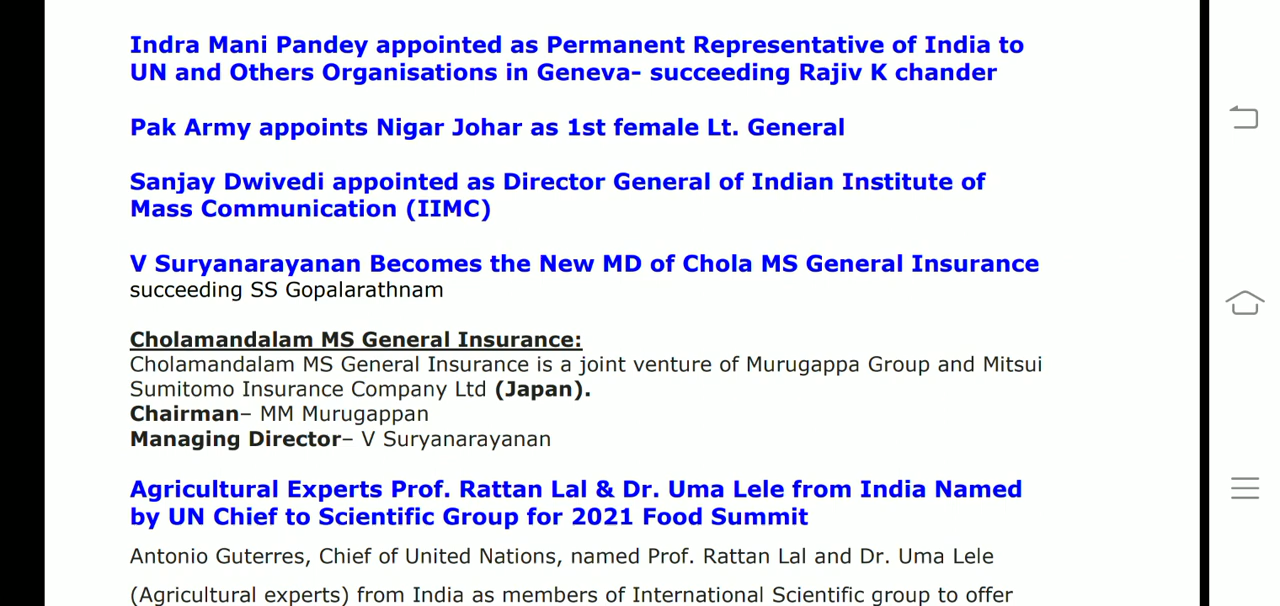 Indra Mani Pandey appointed as Permanent Representative of India to
UN and Others Organisations in Geneva- succeeding Rajiv K chander
Pak Army appoints Nigar Johar as 1st female Lt. General
Sanjay Dwivedi appointed as Director General of Indian Institute of
Mass Communication (IIMC)
V Suryanarayanan Becomes the New MD of Chola MS General Insurance
succeeding SS Gopalarathnam
Cholamandalam MS General Insurance:
Cholamandalam MS General Insurance is a joint venture of Murugappa Group and Mitsui
Sumitomo Insurance Company Ltd (Japan).
Chairman– MM Murugappan
Managing Director– V Suryanarayanan
Agricultural Experts Prof. Rattan Lal & Dr. Uma Lele from India Named
by UN Chief to Scientific Group for 2021 Food Summit
Antonio Guterres, Chief of United Nations, named Prof. Rattan Lal and Dr. Uma Lele
(Agricultural experts) from India as members of International Scientific group to offer